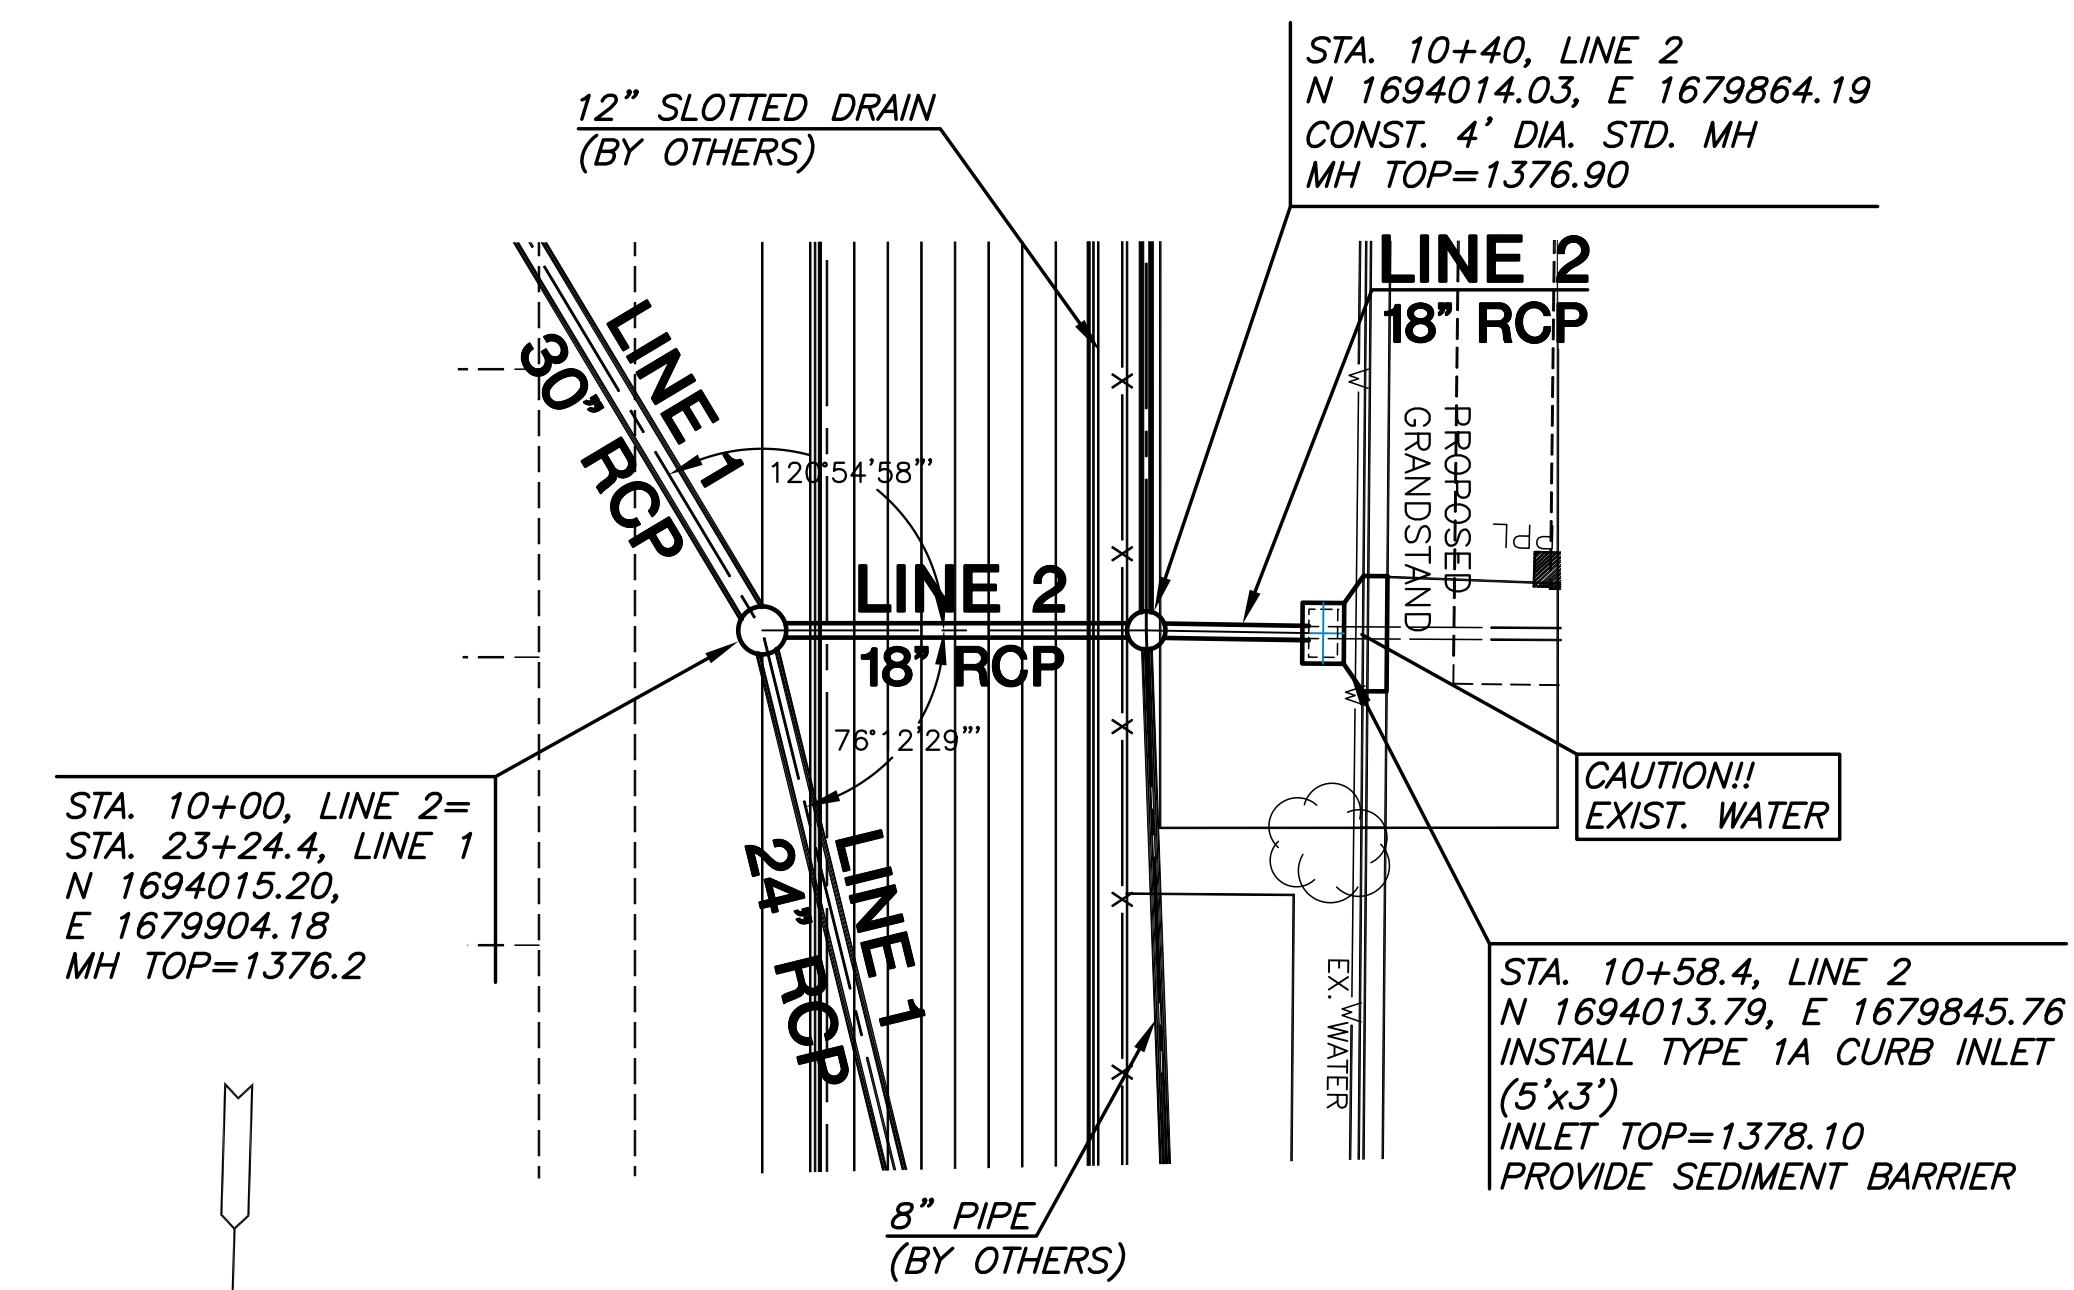 STA. 10+40, LINE 2
N 1694014.03, E 1679864.19
CONST. 4' DIA. STD. MH
MH TOP=1376.90
12" SLOTTED DRAIN
(BY OTHERS)
LINE 2
18" RCP
LINE 1
30" RCP
120°54'58"'
PROPOSED
GRANDSTAND
PPL
W
LINE 2
18" RCP
76°12'29"'
W
CAUTION!!
EXIST. WATER
STA. 10+00, LINE 2=
STA. 23+24.4, LINE 1
N 1694015.20,
E 1679904.18
MH TOP=1376.2
LINE 1
24" RCP
EX. WATER
W
STA. 10+58.4, LINE 2
N 1694013.79, E 1679845.76
INSTALL TYPE 1A CURB INLET
(5'x3')
INLET TOP=1378.10
PROVIDE SEDIMENT BARRIER
8" PIPE
(BY OTHERS)